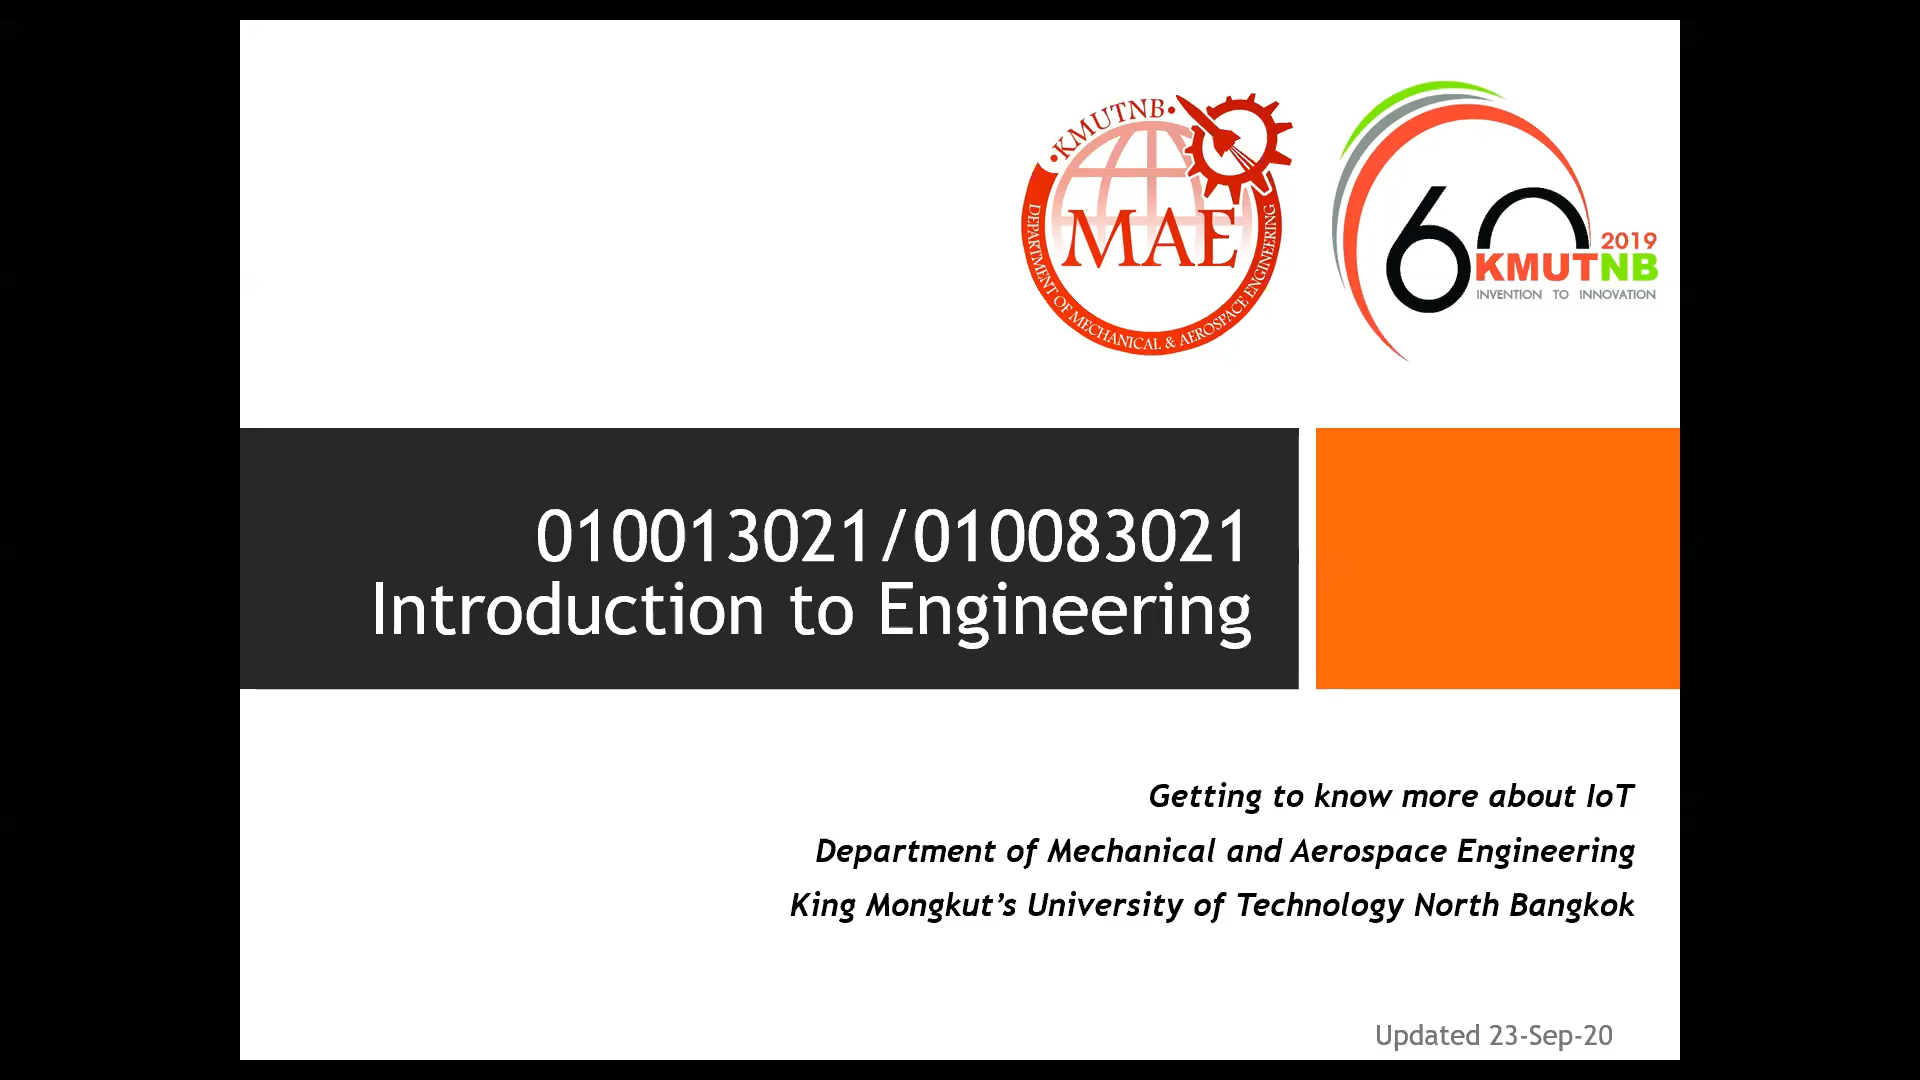 •KMUTNB•
MAE
DEPARTMENT OF MECHANICAL & AEROSPACE ENGINEERING
60
2019
KMUTNB
INVENTION TO INNOVATION
010013021/010083021
Introduction to Engineering
Getting to know more about IoT
Department of Mechanical and Aerospace Engineering
King Mongkut’s University of Technology North Bangkok
Updated 23-Sep-20